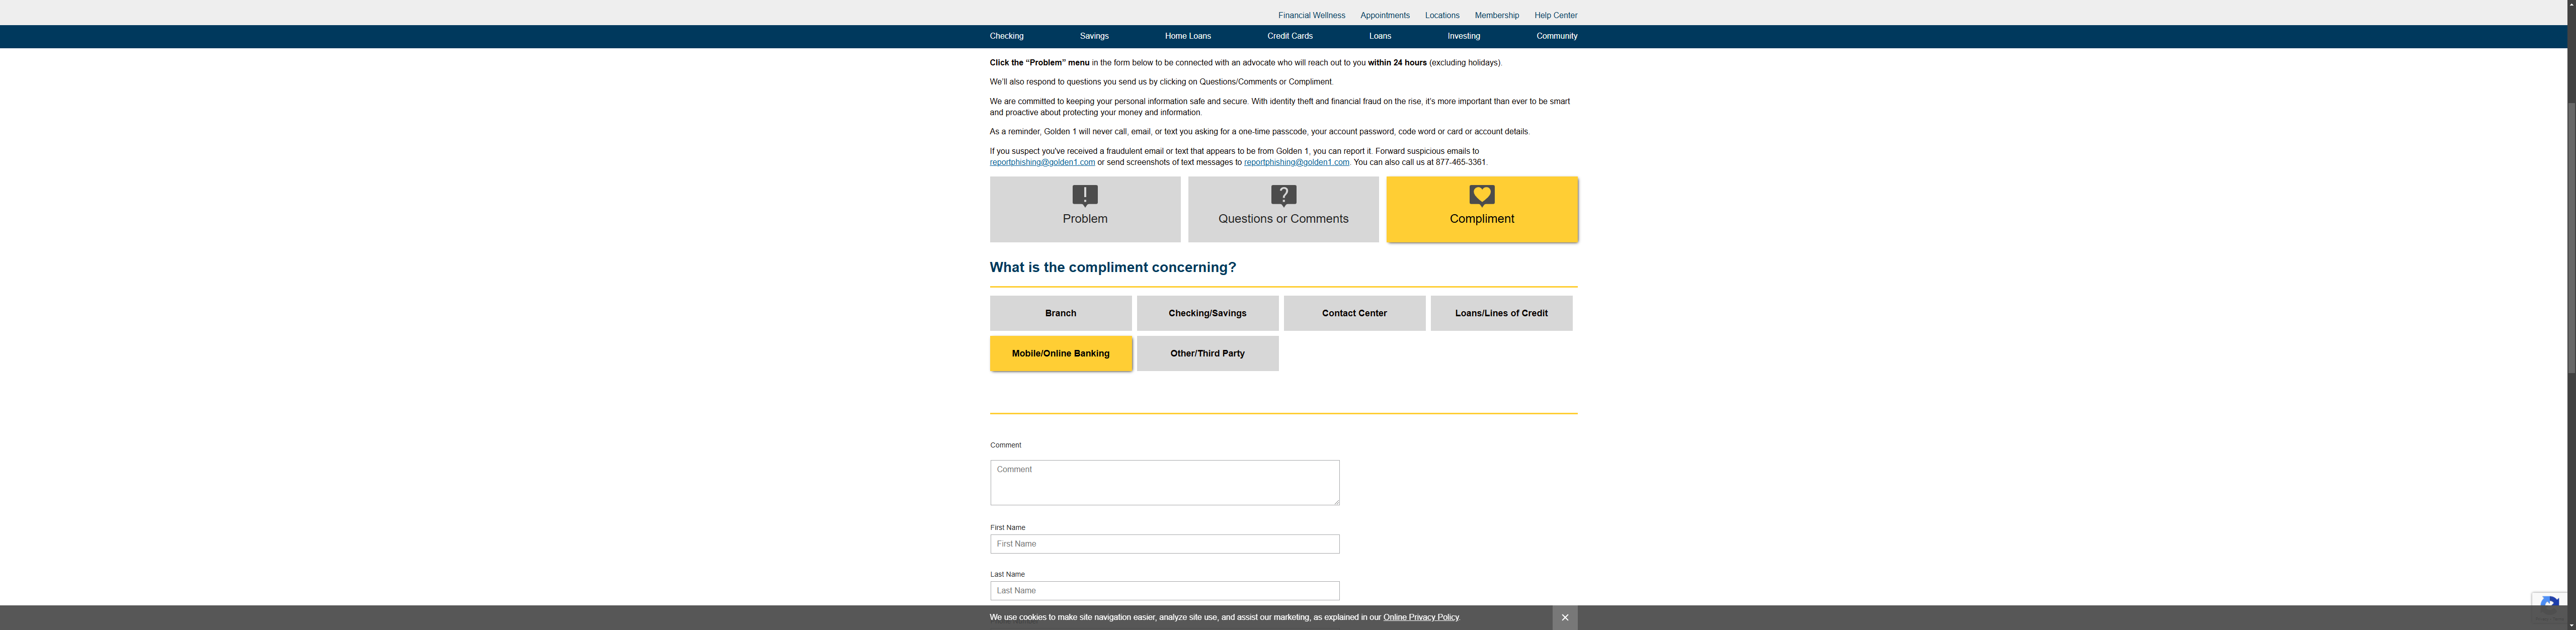 Financial Wellness Appointments Locations Membership Help Center
Checking Savings Home Loans Credit Cards Loans Investing Community
Click the “Problem” menu in the form below to be connected with an advocate who will reach out to you within 24 hours (excluding holidays).
We’ll also respond to questions you send us by clicking on Questions/Comments or Compliment.
We are committed to keeping your personal information safe and secure. With identity theft and financial fraud on the rise, it’s more important than ever to be smart
and proactive about protecting your money and information.
As a reminder, Golden 1 will never call, email, or text you asking for a one-time passcode, your account password, code word or card or account details.
If you suspect you've received a fraudulent email or text that appears to be from Golden 1, you can report it. Forward suspicious emails to
reportphishing@golden1.com or send screenshots of text messages to reportphishing@golden1.com. You can also call us at 877-465-3361.
Problem Questions or Comments Compliment
What is the compliment concerning?
Branch Checking/Savings Contact Center Loans/Lines of Credit
Mobile/Online Banking Other/Third Party
Comment
Comment
First Name
First Name
Last Name
Last Name
We use cookies to make site navigation easier, analyze site use, and assist our marketing, as explained in our Online Privacy Policy.